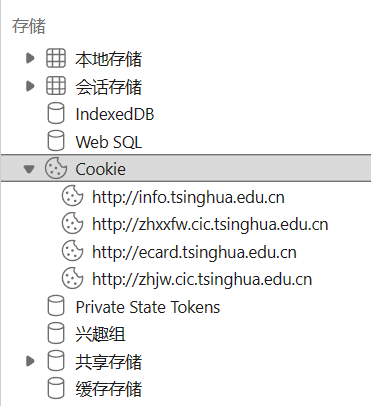 存储
本地存储
会话存储
IndexedDB
Web SQL
Cookie
http://info.tsinghua.edu.cn
http://zhxxfw.cic.tsinghua.edu.cn
http://ecard.tsinghua.edu.cn
http://zhjw.cic.tsinghua.edu.cn
Private State Tokens
兴趣组
共享存储
缓存存储